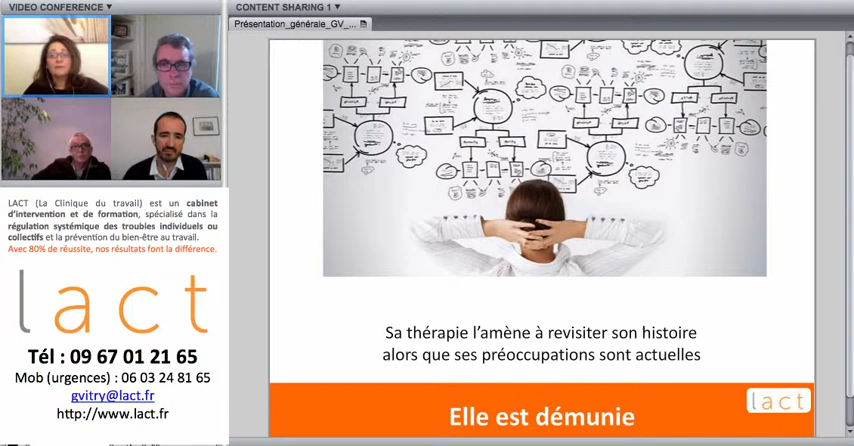 VIDEO CONFERENCE
CONTENT SHARING 1
Présentation_générale_GV_...
LACT (La Clinique du travail) est un cabinet
d'intervention et de formation, spécialisé dans la
régulation systémique des troubles individuels ou
collectifs et la prévention du bien-être au travail.
Avec 80% de réussite, nos résultats font la différence.
lact
Tél : 09 67 01 21 65
Mob (urgences) : 06 03 24 81 65
gvitry@lact.fr
http://www.lact.fr
Sa thérapie l'amène à revisiter son histoire
alors que ses préoccupations sont actuelles
Elle est démunie
lact